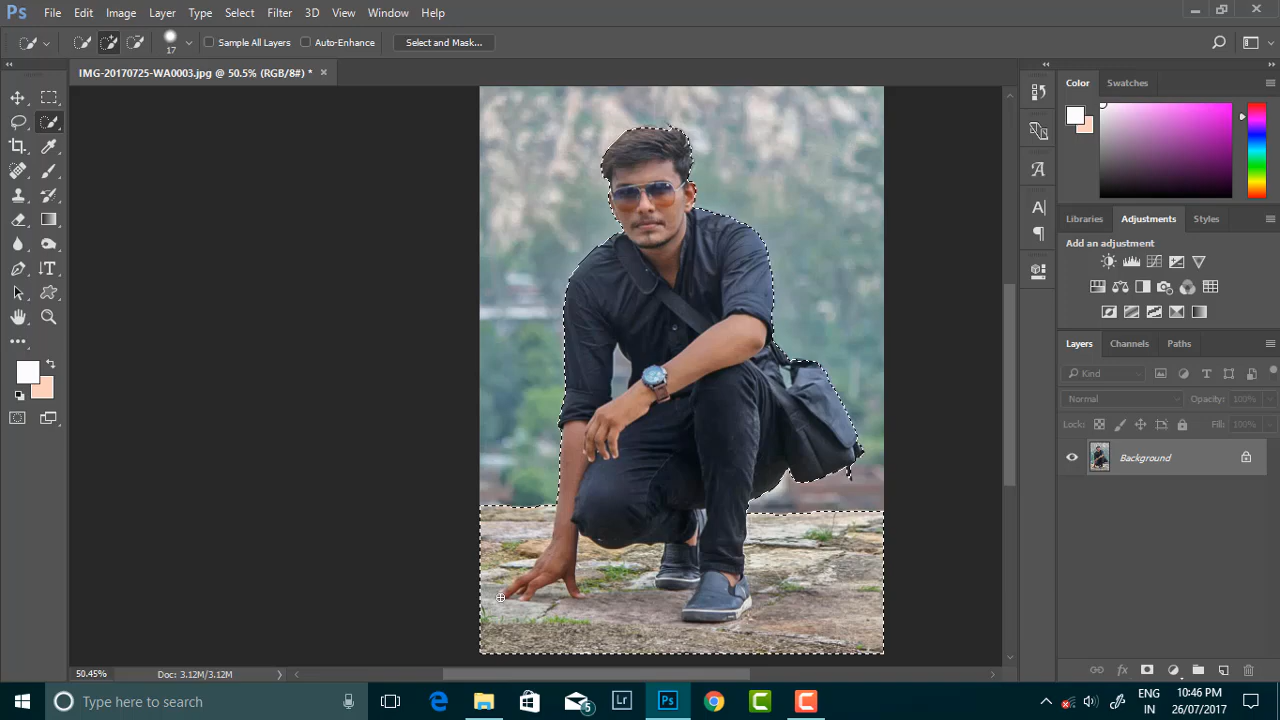 Ps File Edit Image Layer Type Select Filter 3D View Window Help
17 Sample All Layers Auto-Enhance Select and Mask...
IMG-20170725-WA0003.jpg @ 50.5% (RGB/8#) * ×
Color Swatches
Libraries Adjustments Styles
Add an adjustment
Layers Channels Paths
Kind
Normal Opacity: 100%
Lock: Fill: 100%
Background
50.45% Doc: 3.12M/3.12M
Type here to search
5
Lr
Ps
ENG
IN
10:46 PM
26/07/2017